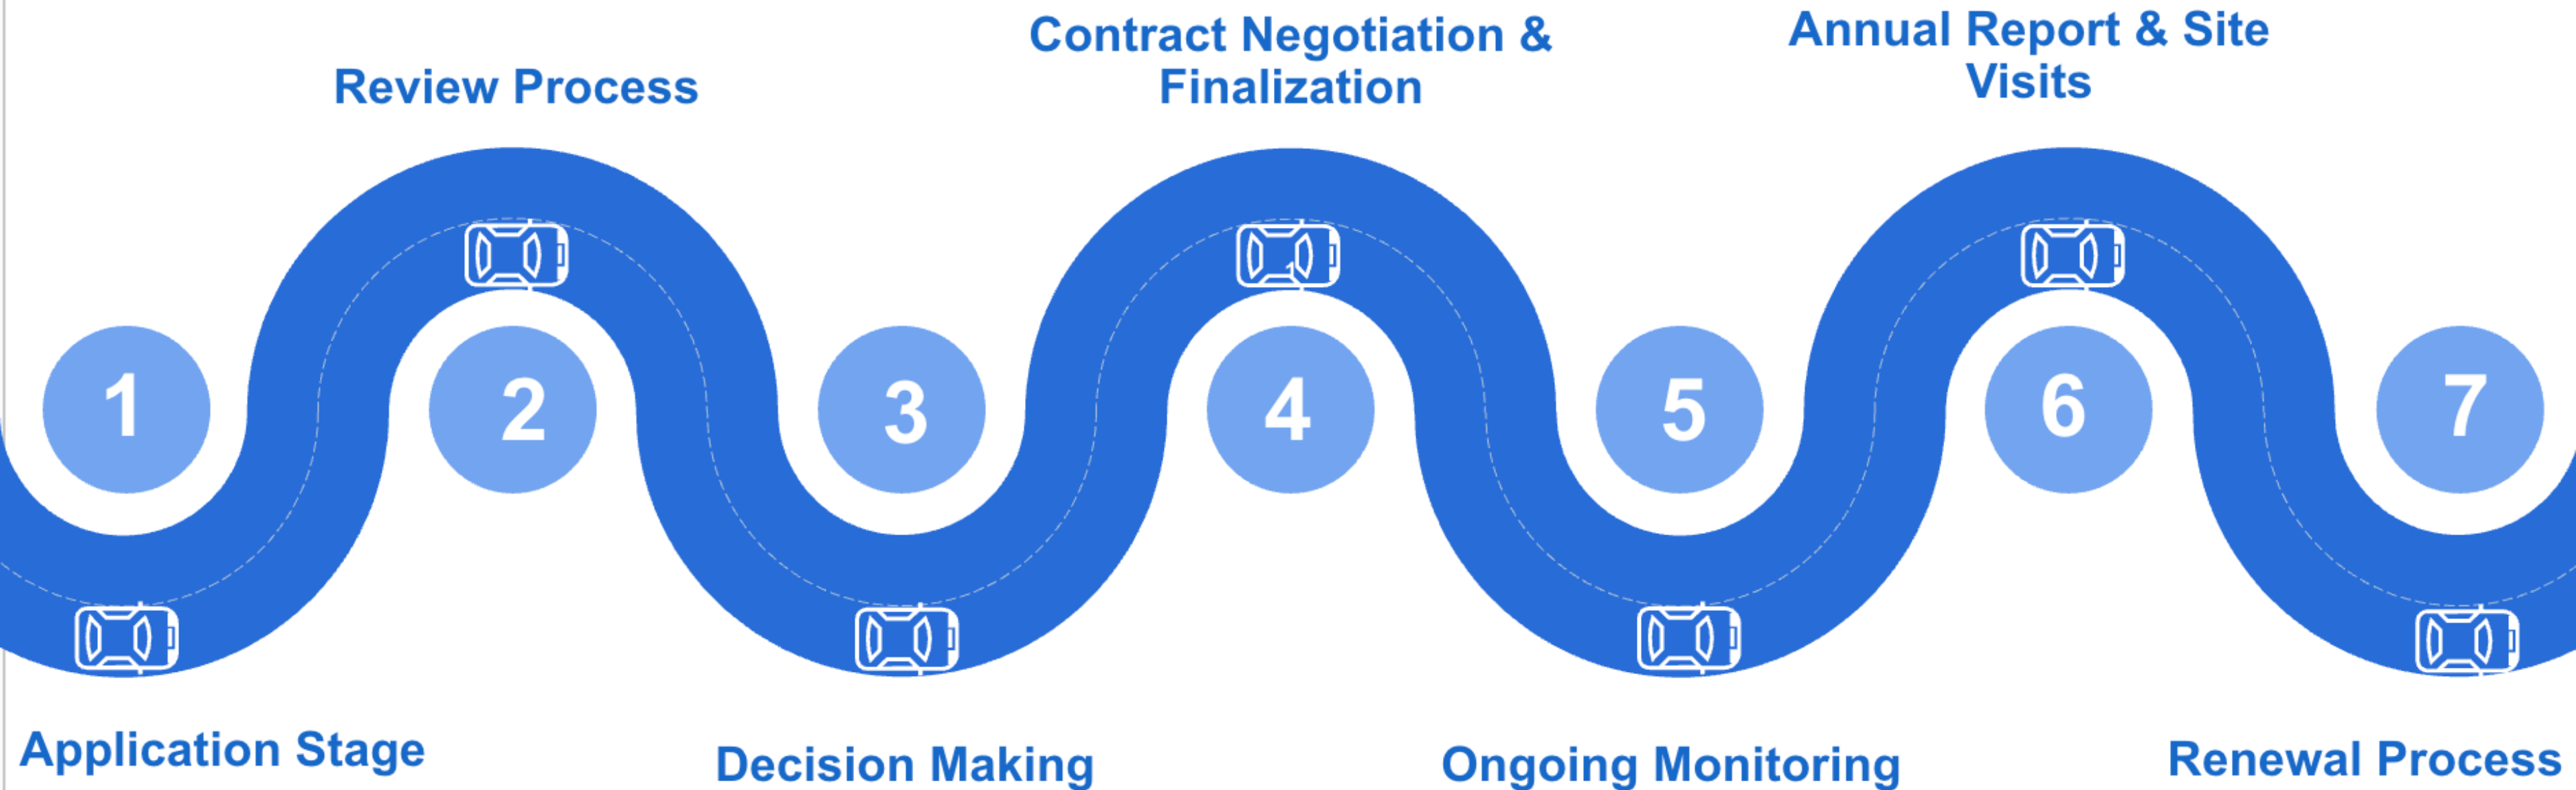 Contract Negotiation &
Finalization
Annual Report & Site
Visits
Review Process
1
1
2
3
4
5
6
7
Application Stage
Decision Making
Ongoing Monitoring
Renewal Process